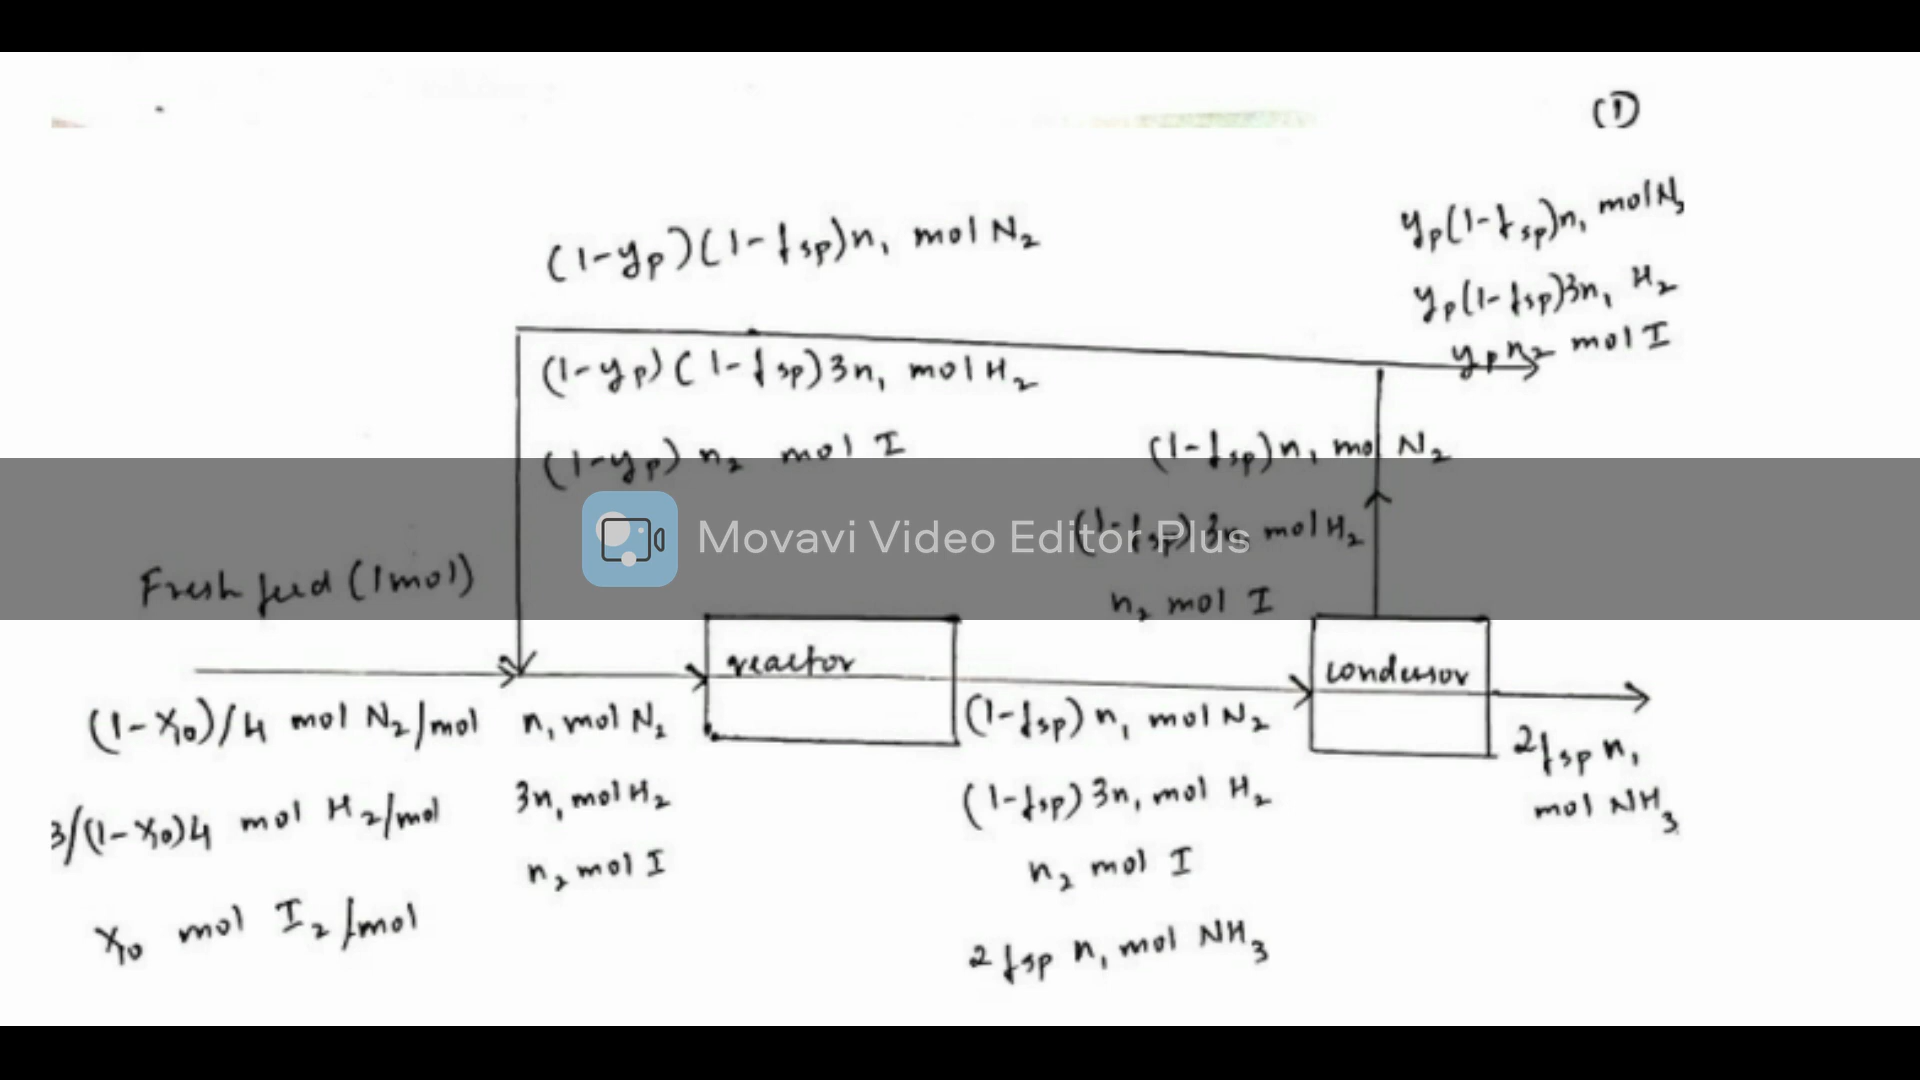 (1)
yp(1-fsp)n1 mol N2
yp(1-fsp)3n1 H2
yp n2 mol I
(1-yp)(1-fsp)n1 mol N2
(1-yp)(1-fsp)3n1 mol H2
(1-yp) n2 mol I
(1-fsp)n1 mol N2
(1-fsp) 3n1 mol H2
n2 mol I
Movavi Video Editor Plus
Fresh feed (1mol)
reactor
condensor
(1-X0)/4 mol N2/mol
3/(1-X0)4 mol H2/mol
X0 mol I2/mol
n1 mol N2
3n1 mol H2
n2 mol I
(1-fsp) n1 mol N2
(1-fsp) 3n1 mol H2
n2 mol I
2 fsp n1 mol NH3
2fsp n1
mol NH3